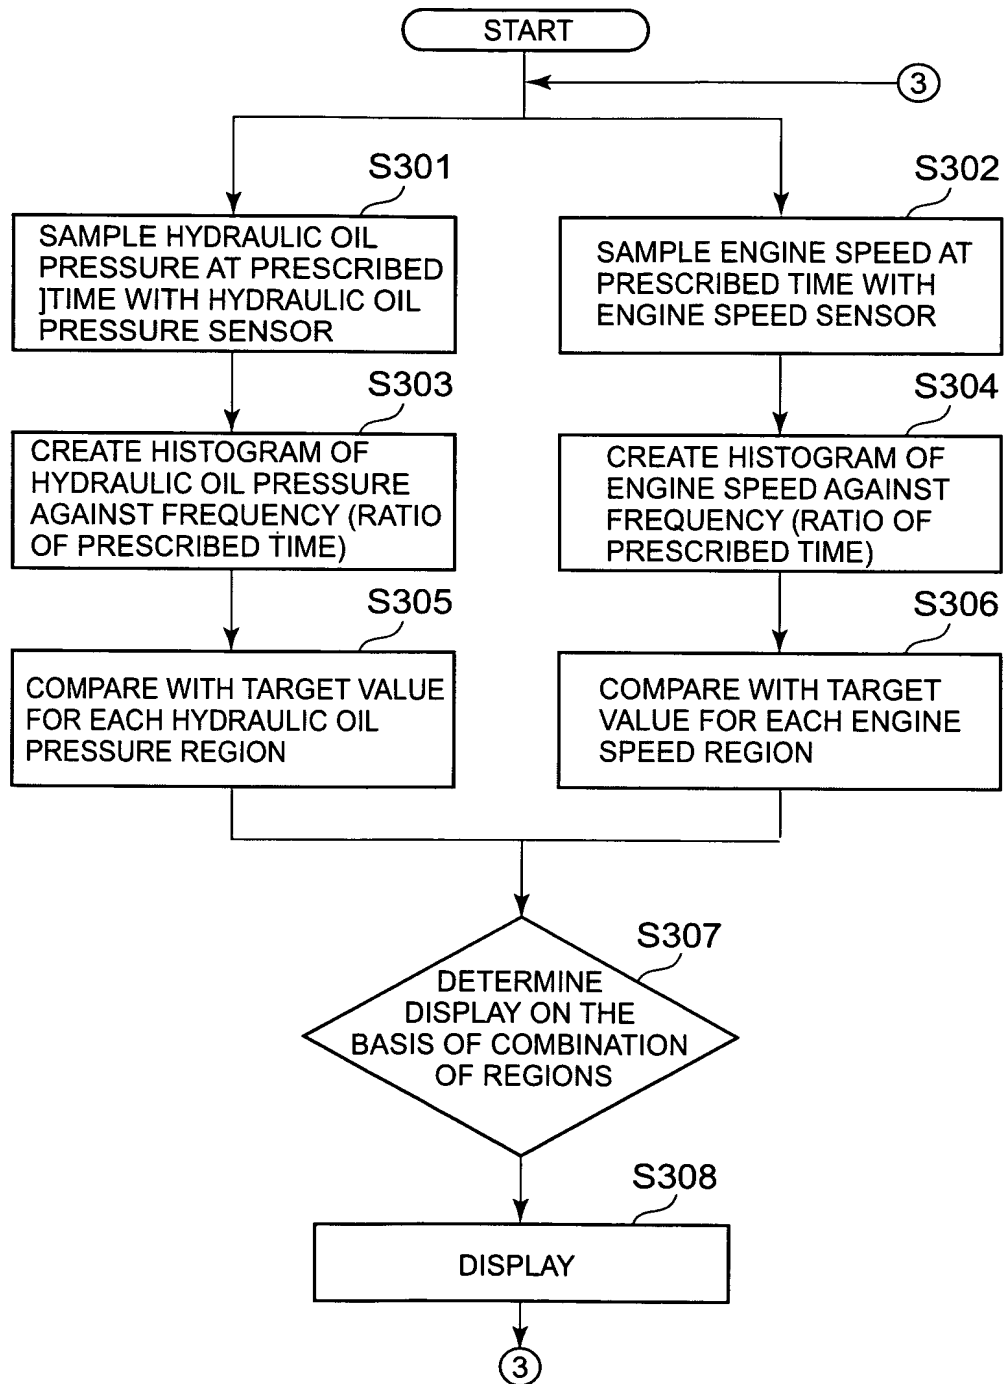 START
3
S301
SAMPLE HYDRAULIC OIL
PRESSURE AT PRESCRIBED
]TIME WITH HYDRAULIC OIL
PRESSURE SENSOR
S302
SAMPLE ENGINE SPEED AT
PRESCRIBED TIME WITH
ENGINE SPEED SENSOR
S303
CREATE HISTOGRAM OF
HYDRAULIC OIL PRESSURE
AGAINST FREQUENCY (RATIO
OF PRESCRIBED TIME)
S304
CREATE HISTOGRAM OF
ENGINE SPEED AGAINST
FREQUENCY (RATIO OF
PRESCRIBED TIME)
S305
COMPARE WITH TARGET VALUE
FOR EACH HYDRAULIC OIL
PRESSURE REGION
S306
COMPARE WITH TARGET
VALUE FOR EACH ENGINE
SPEED REGION
S307
DETERMINE
DISPLAY ON THE
BASIS OF COMBINATION
OF REGIONS
S308
DISPLAY
3